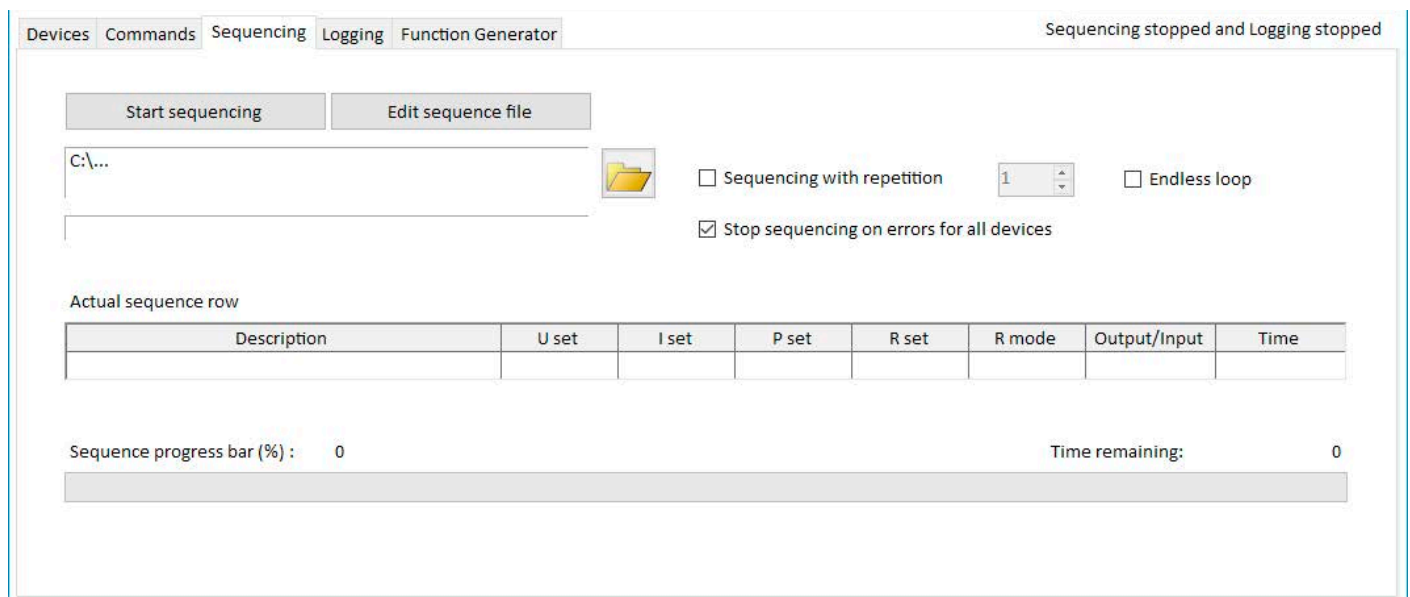 Devices Commands Sequencing Logging Function Generator Sequencing stopped and Logging stopped
Start sequencing Edit sequence file
C:\...
Sequencing with repetition 1 Endless loop
Stop sequencing on errors for all devices
Actual sequence row
Description U set I set P set R set R mode Output/Input Time
Sequence progress bar (%) : 0 Time remaining: 0